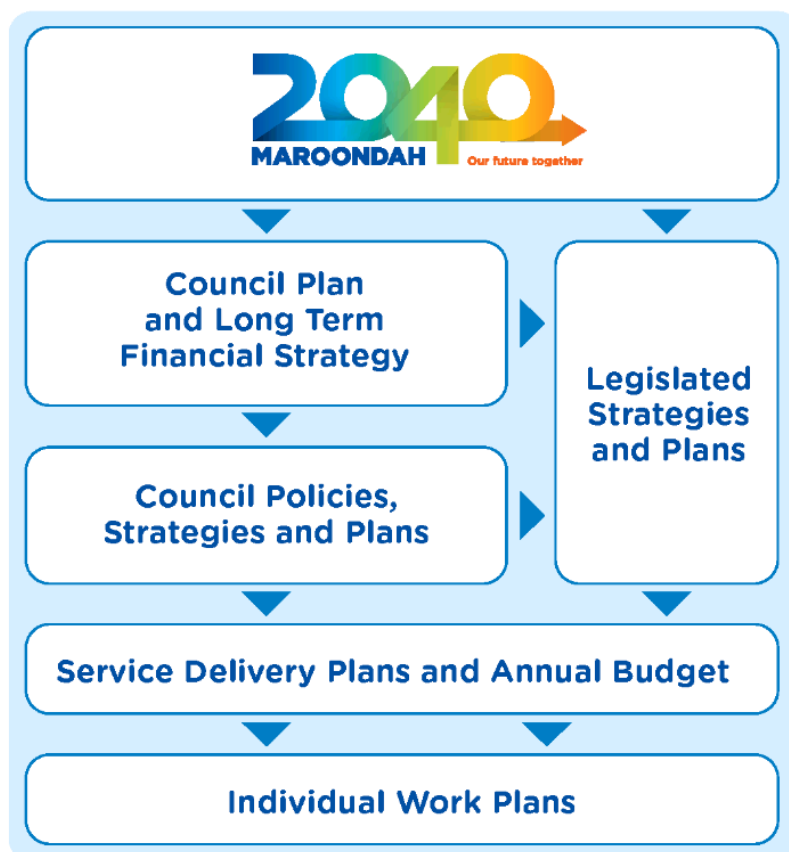 2040
MAROONDAH
Our future together
Council Plan
and Long Term
Financial Strategy
Legislated
Strategies
and Plans
Council Policies,
Strategies and Plans
Service Delivery Plans and Annual Budget
Individual Work Plans